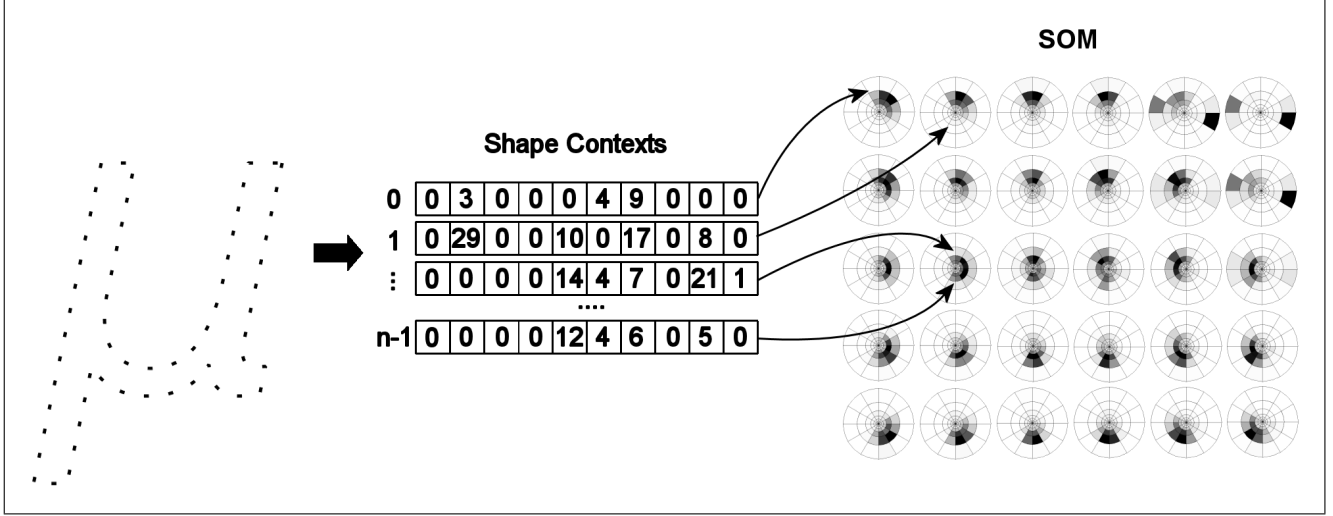 SOM
Shape Contexts
0 0 3 0 0 0 4 9 0 0 0
1 0 29 0 0 10 0 17 0 8 0
⋮ 0 0 0 0 14 4 7 0 21 1
....
n-1 0 0 0 0 12 4 6 0 5 0
μ